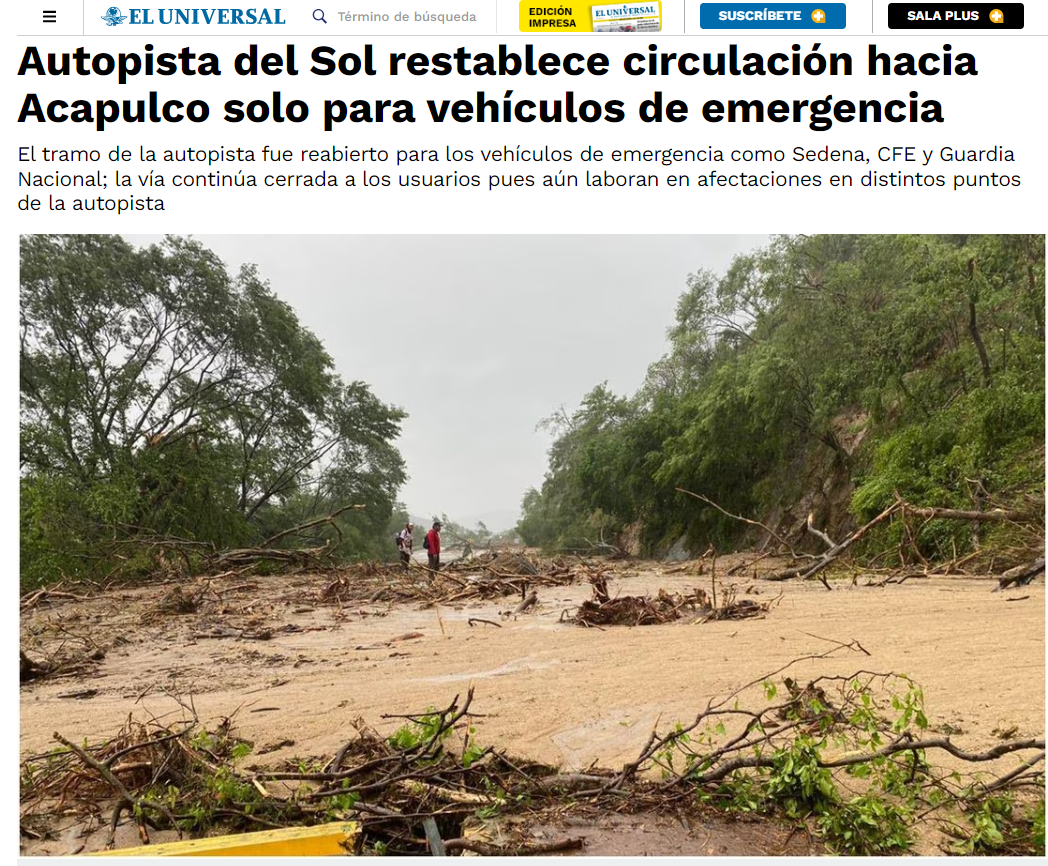 EL UNIVERSAL
Término de búsqueda
EDICIÓN
IMPRESA
EL UNIVERSAL
SUSCRÍBETE
SALA PLUS
Autopista del Sol restablece circulación hacia
Acapulco solo para vehículos de emergencia
El tramo de la autopista fue reabierto para los vehículos de emergencia como Sedena, CFE y Guardia
Nacional; la vía continúa cerrada a los usuarios pues aún laboran en afectaciones en distintos puntos
de la autopista